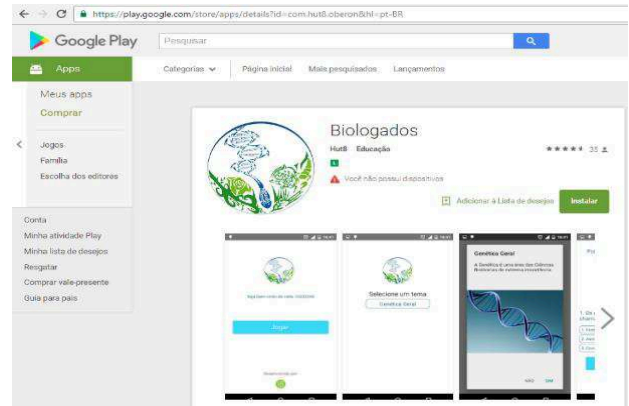 https://play.google.com/store/apps/details?id=com.hut8.oberon&hl=pt-BR
Google Play
Pesquisar
Apps
Categorias
Página inicial
Mais pesquisados
Lançamentos
Meus apps
Comprar
Jogos
Família
Escolha dos editores
Conta
Minha atividade Play
Minha lista de desejos
Resgatar
Comprar vale-presente
Guia para pais
Biologados
Hut8 Educação
35
L
Você não possui dispositivos
Adicionar à Lista de desejos
Instalar
Jogar
Selecione um tema
Genética Geral
Genética Geral
NÃO SIM